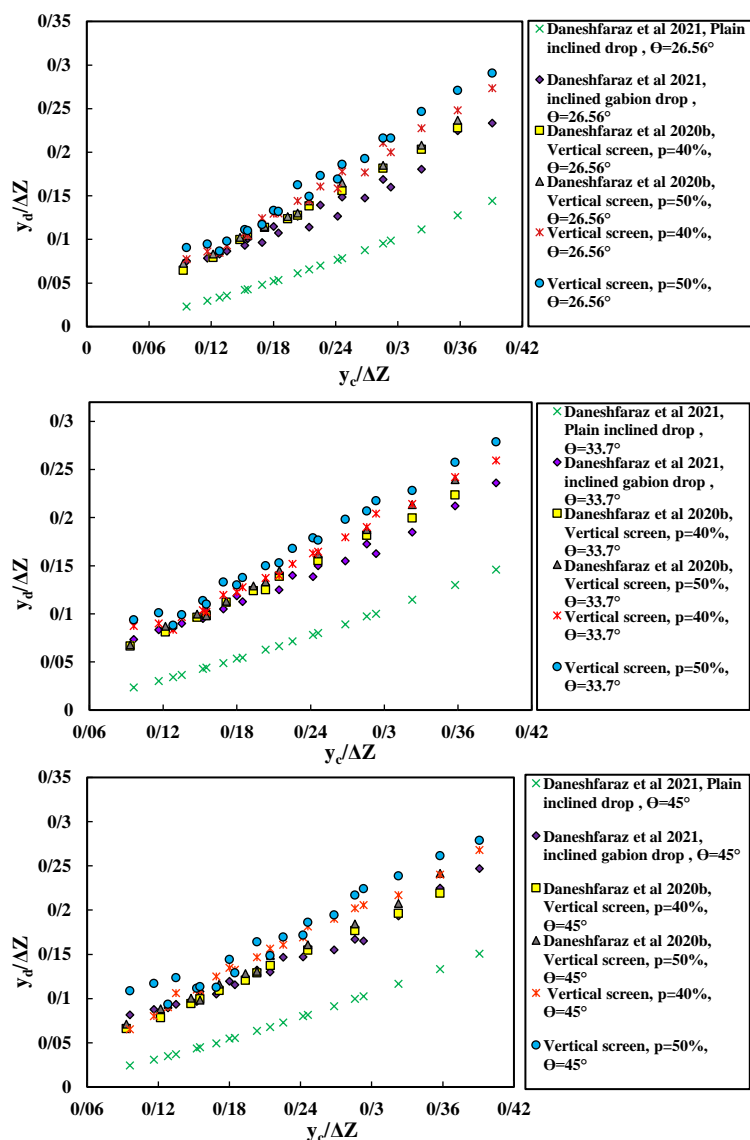 0/35
0/3
0/25
0/2
0/15
0/1
0/05
0
yd/ΔZ
0 0/06 0/12 0/18 0/24 0/3 0/36 0/42
yc/ΔZ
Daneshfaraz et al 2021, Plain
inclined drop , Ө=26.56°
Daneshfaraz et al 2021,
inclined gabion drop ,
Ө=26.56°
Daneshfaraz et al 2020b,
Vertical screen, p=40%,
Ө=26.56°
Daneshfaraz et al 2020b,
Vertical screen, p=50%,
Ө=26.56°
Vertical screen, p=40%,
Ө=26.56°
Vertical screen, p=50%,
Ө=26.56°
0/3
0/25
0/2
0/15
0/1
0/05
0
yd/ΔZ
0/06 0/12 0/18 0/24 0/3 0/36 0/42
yc/ΔZ
Daneshfaraz et al 2021,
Plain inclined drop ,
Ө=33.7°
Daneshfaraz et al 2021,
inclined gabion drop ,
Ө=33.7°
Daneshfaraz et al 2020b,
Vertical screen, p=40%,
Ө=33.7°
Daneshfaraz et al 2020b,
Vertical screen, p=50%,
Ө=33.7°
Vertical screen, p=40%,
Ө=33.7°
Vertical screen, p=50%,
Ө=33.7°
0/35
0/3
0/25
0/2
0/15
0/1
0/05
0
yd/ΔZ
0/06 0/12 0/18 0/24 0/3 0/36 0/42
yc/ΔZ
Daneshfaraz et al 2021, Plain
inclined drop , Ө=45°
Daneshfaraz et al 2021,
inclined gabion drop , Ө=45°
Daneshfaraz et al 2020b,
Vertical screen, p=40%,
Ө=45°
Daneshfaraz et al 2020b,
Vertical screen, p=50%,
Ө=45°
Vertical screen, p=40%,
Ө=45°
Vertical screen, p=50%,
Ө=45°